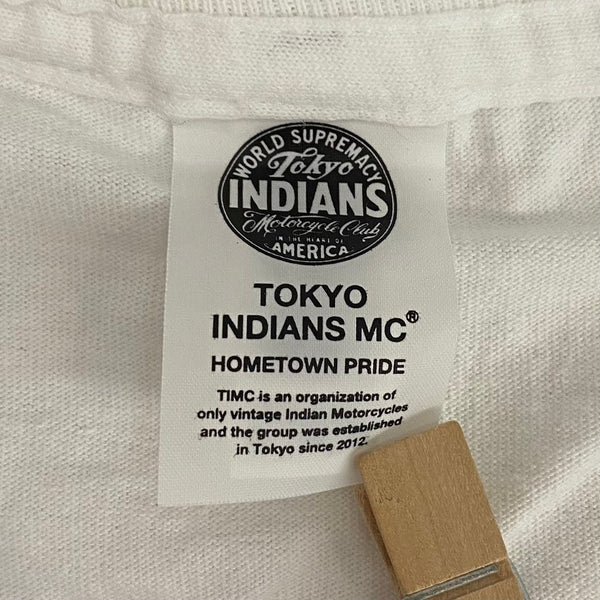 WORLD SUPREMACY
Tokyo
INDIANS
Motorcycle Club
IN THE HEART OF
AMERICA
TOKYO
INDIANS MC®
HOMETOWN PRIDE
TIMC is an organization of
only vintage Indian Motorcycles
and the group was established
in Tokyo since 2012.